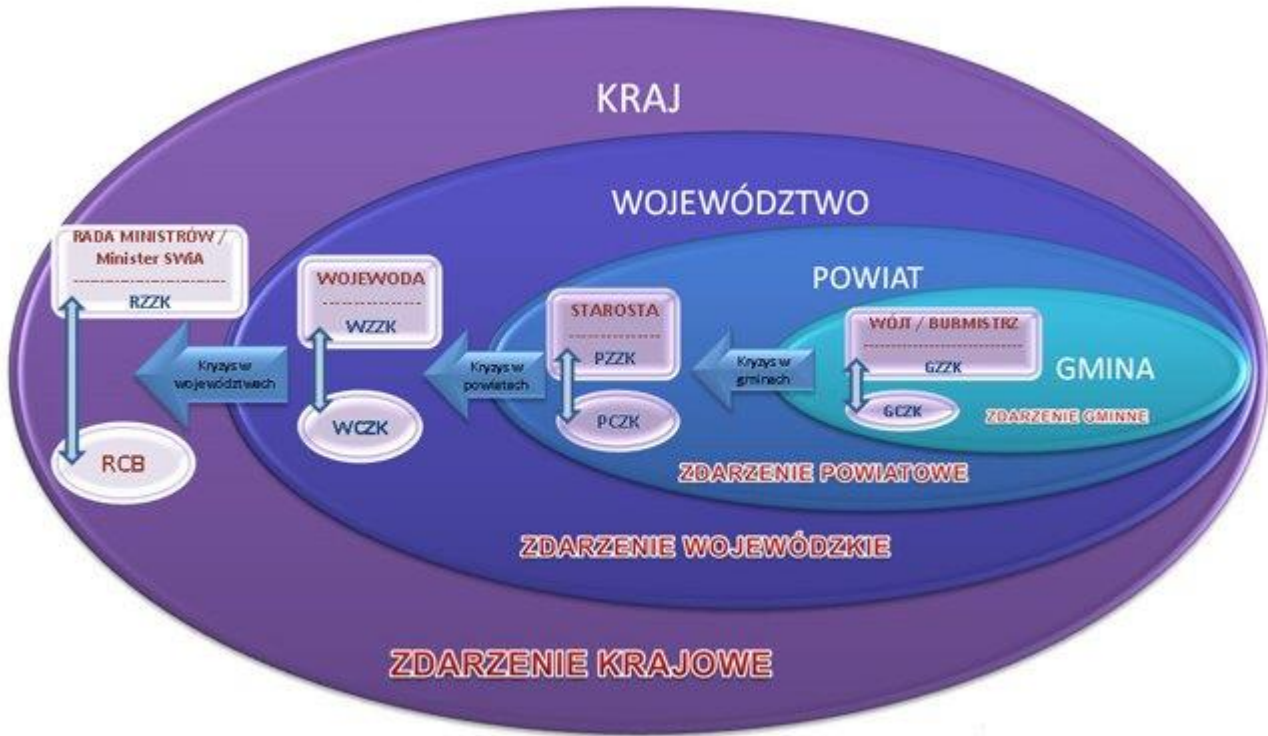 KRAJ
WOJEWÓDZTWO
POWIAT
GMINA
RADA MINISTRÓW /
Minister SWiA
RZZK
RCB
Kryzys w
województwach
WOJEWODA
WZZK
WCZK
Kryzys w
powiatach
STAROSTA
PZZK
PCZK
Kryzys w
gminach
WÓJT / BURMISTRZ
GZZK
GCZK
ZDARZENIE GMINNE
ZDARZENIE POWIATOWE
ZDARZENIE WOJEWÓDZKIE
ZDARZENIE KRAJOWE